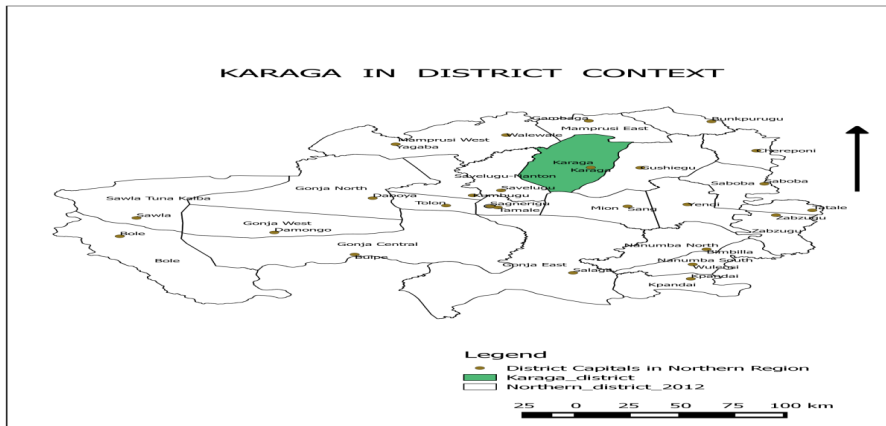 KARAGA IN DISTRICT CONTEXT
Gambaga
Bunkpurugu
Mamprusi East
Walewale
Mamprusi West
Yagaba
Chereponi
Karaga
Karaga
Gushiegu
Savelugu-Nanton
Saboba
Saboba
Gonja North
Savelugu
Sawla Tuna Kalba
Daboya
Kumbugu
Tolon
Sagneriga
Tamale
Mion
Sang
Yendi
Tatale
Sawla
Zabzugu
Gonja West
Bole
Damongo
Zabzugu
Gonja Central
Nanumba North
Bimbilla
Buipe
Bole
Gonja East
Nanumba South
Wulensi
Salaga
Kpandai
Kpandai
Legend
District Capitals in Northern Region
Karaga_district
Northern_district_2012
25 0 25 50 75 100 km